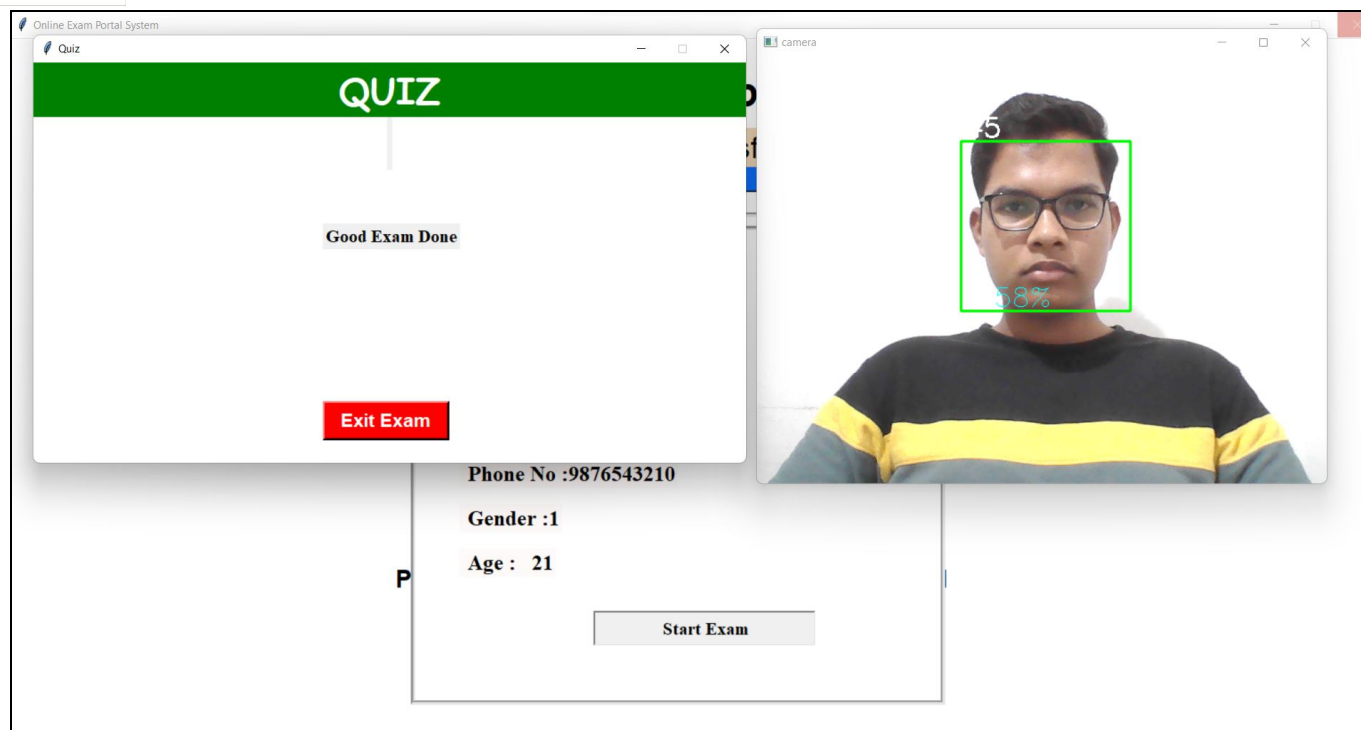 Online Exam Portal System
Quiz
QUIZ
Good Exam Done
Exit Exam
camera
58%
Phone No :9876543210
Gender :1
Age : 21
Start Exam